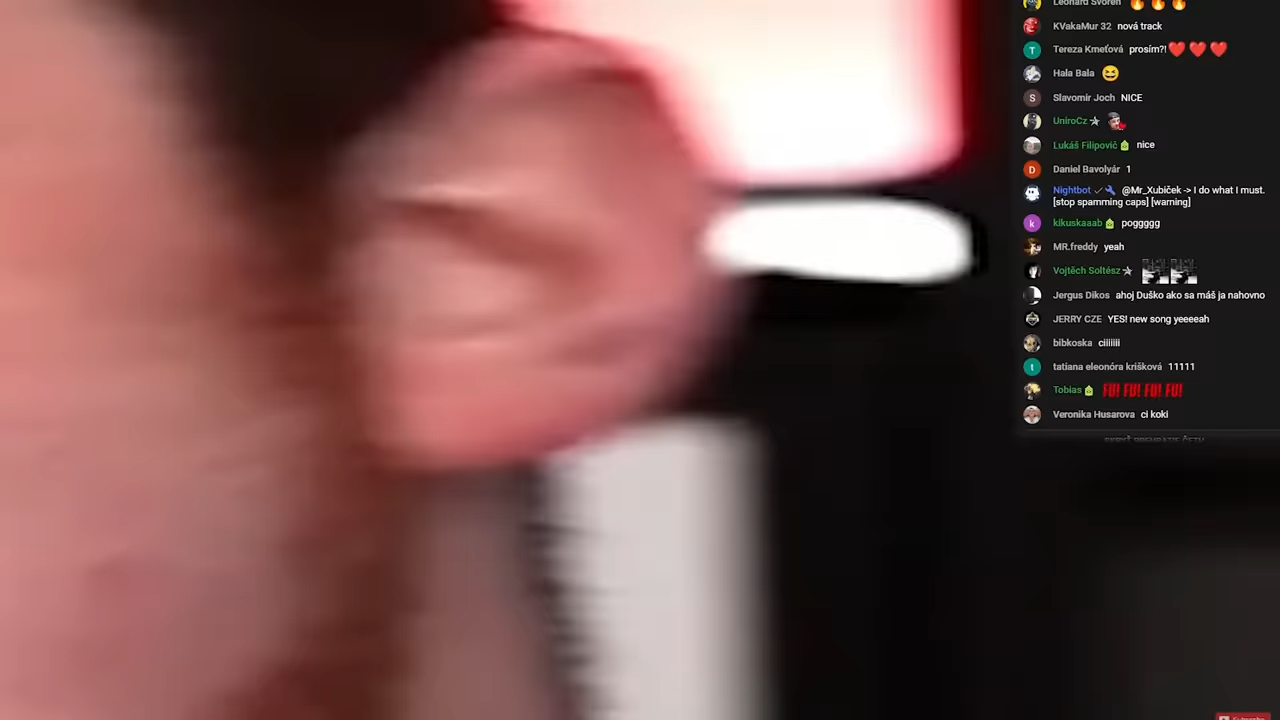 Leonard Svoren
KVakaMur 32 nová track
Tereza Kmeťová prosím?!
Hala Bala
Slavomir Joch NICE
UniroCz
Lukáš Filipovič nice
Daniel Bavolyár 1
Nightbot @Mr_Xubiček -> I do what I must.
[stop spamming caps] [warning]
kikuskaaab poggggg
MR.freddy yeah
Vojtěch Soltész
Jergus Dikos ahoj Duško ako sa máš ja nahovno
JERRY CZE YES! new song yeeeeah
bibkoska ciiiiiii
tatiana eleonóra krišková 11111
Tobias FU! FU! FU! FU!
Veronika Husarova ci koki